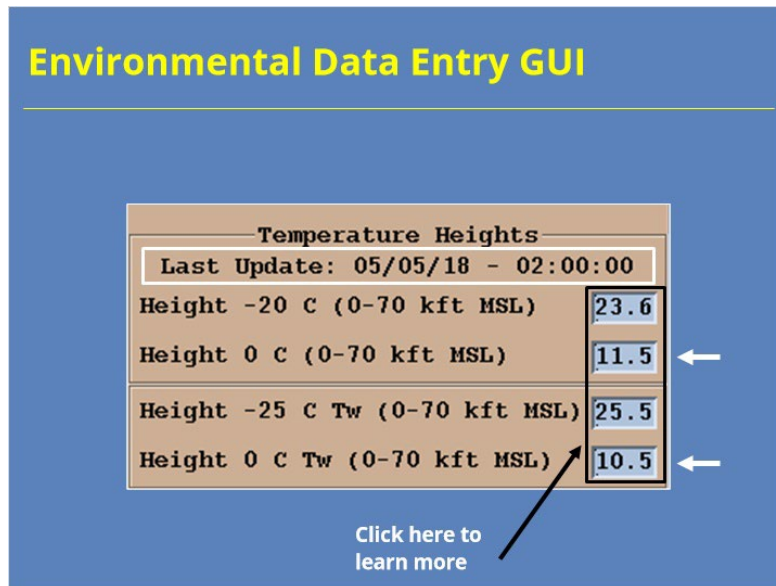 Environmental Data Entry GUI
Temperature Heights
Last Update: 05/05/18 - 02:00:00
Height -20 C (0-70 kft MSL) 23.6
Height 0 C (0-70 kft MSL) 11.5
Height -25 C Tw (0-70 kft MSL) 25.5
Height 0 C Tw (0-70 kft MSL) 10.5
Click here to
learn more